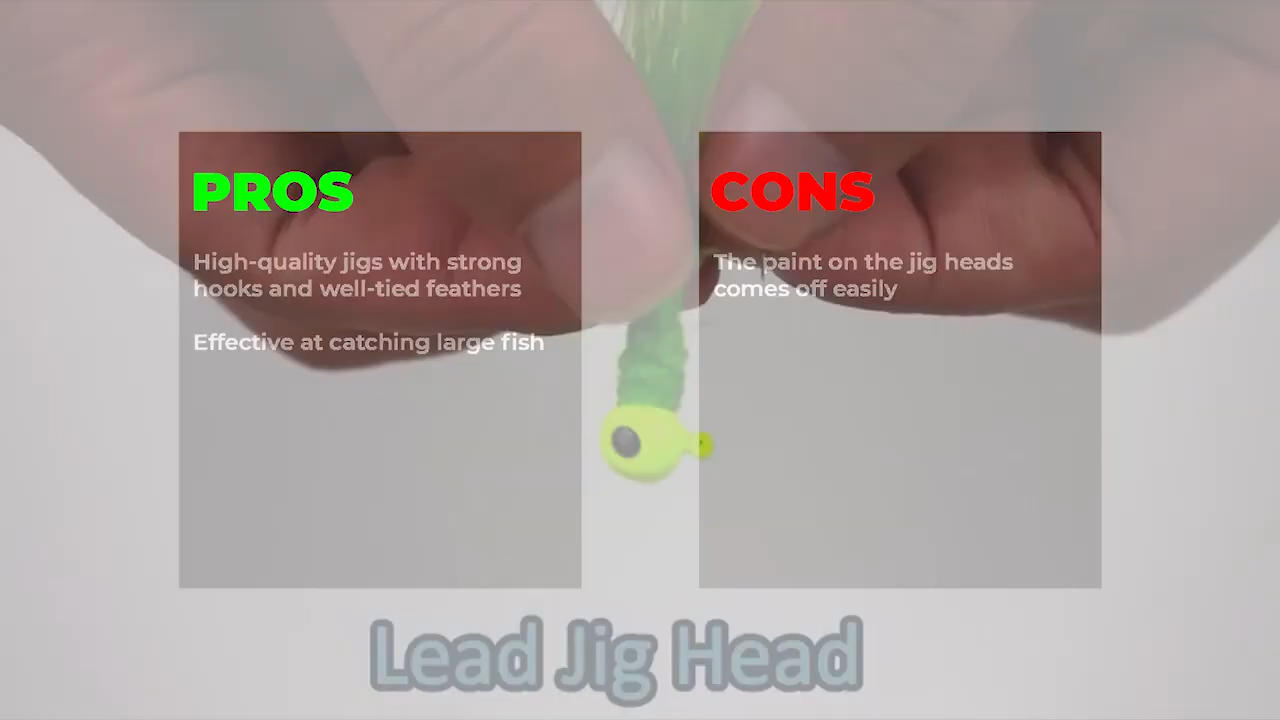 PROS
High-quality jigs with strong
hooks and well-tied feathers
Effective at catching large fish
CONS
The paint on the jig heads
comes off easily
Lead Jig Head